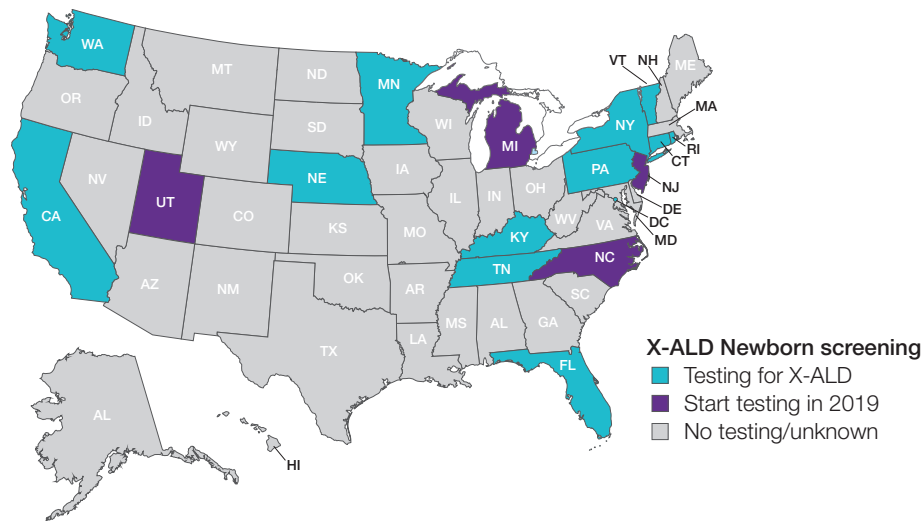 WA
MT
ND
MN
VT
NH
ME
OR
ID
SD
WI
MI
NY
MA
WY
RI
CT
IA
PA
NE
NV
UT
IL
IN
OH
NJ
DE
CA
CO
WV
DC
KS
MO
VA
MD
KY
NC
AZ
NM
OK
TN
AR
SC
MS
AL
GA
LA
TX
FL
X-ALD Newborn screening
Testing for X-ALD
Start testing in 2019
No testing/unknown
AL
HI